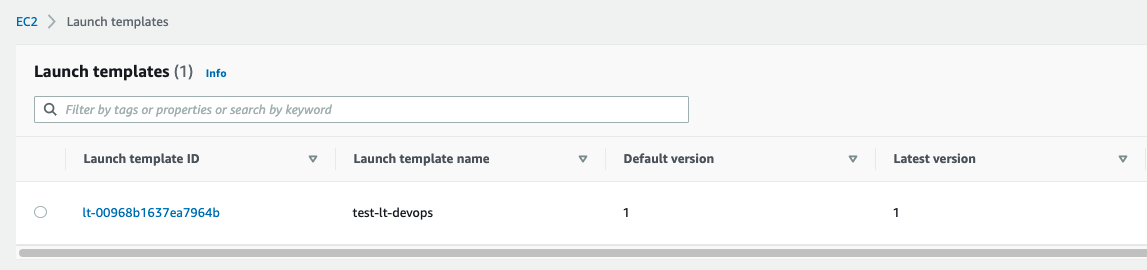 EC2 > Launch templates
Launch templates (1) Info
Filter by tags or properties or search by keyword
Launch template ID Launch template name Default version Latest version
lt-00968b1637ea7964b test-lt-devops 1 1